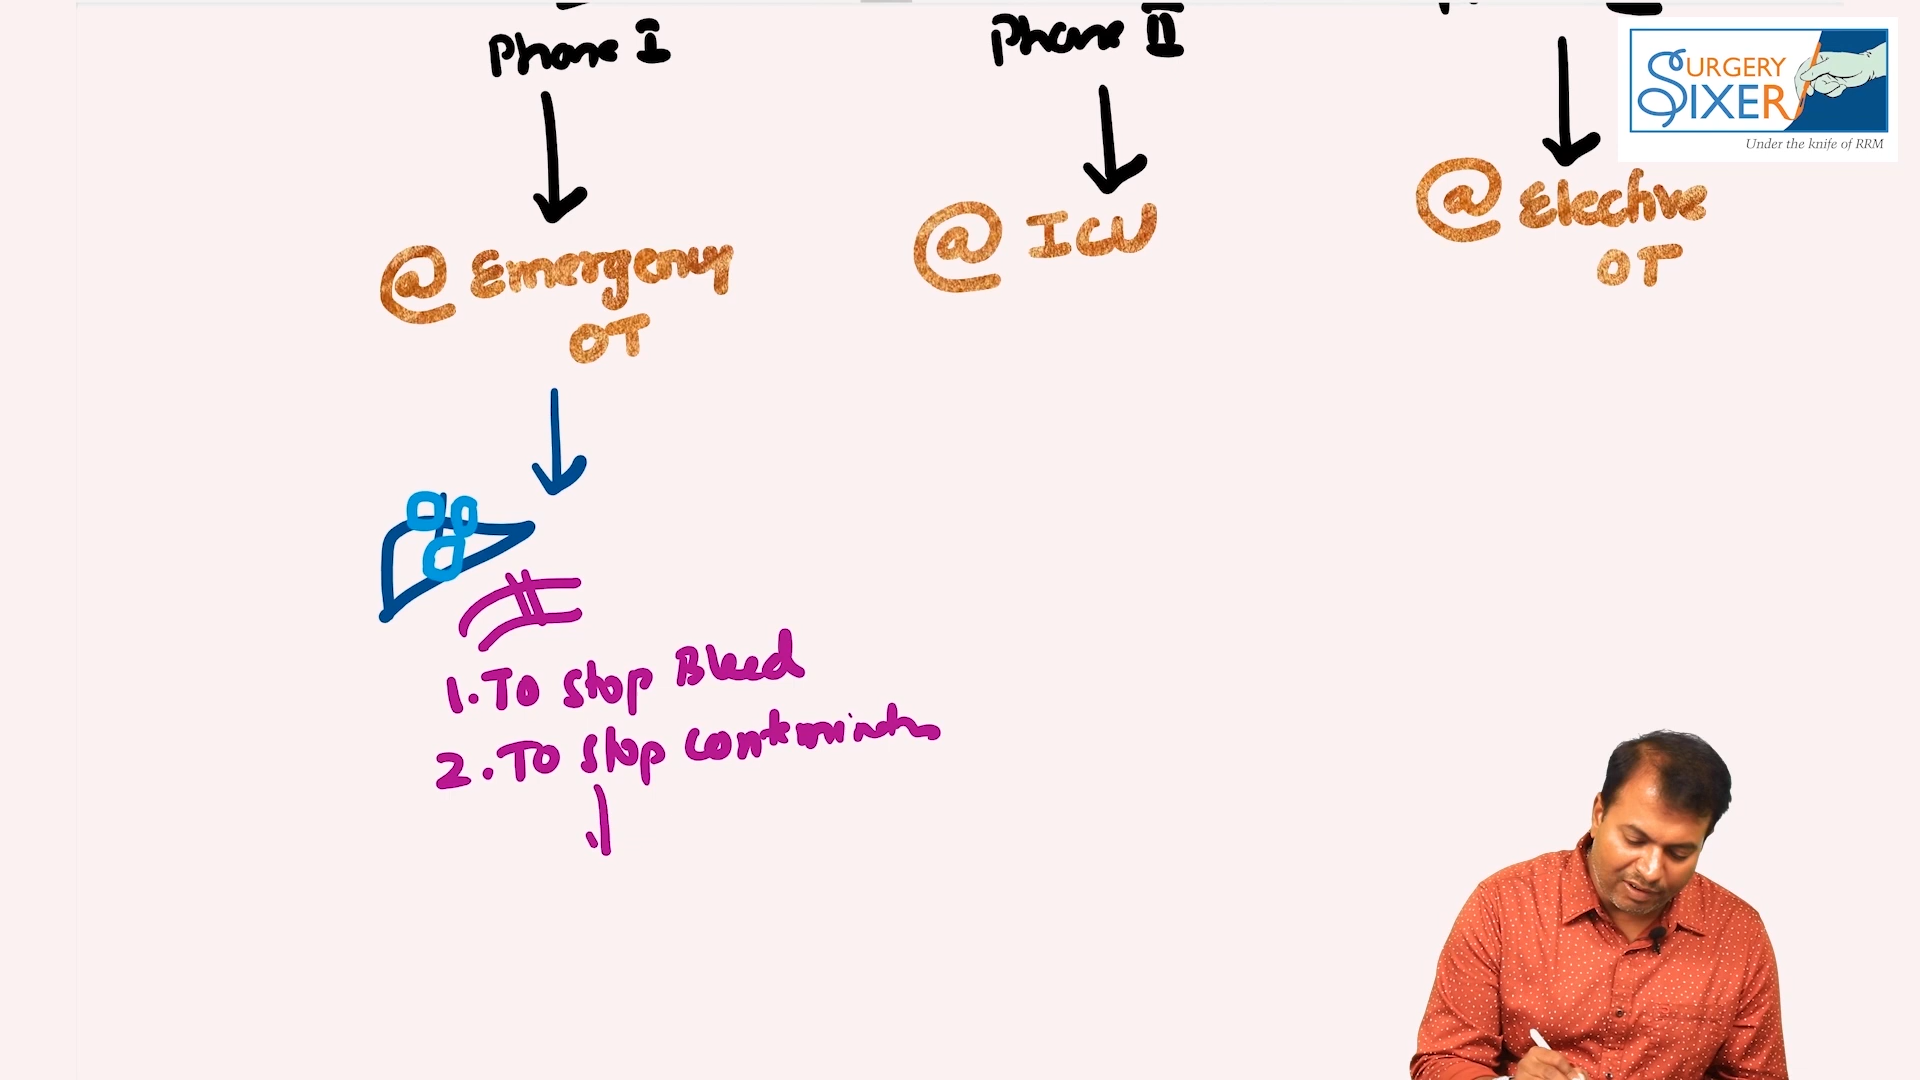 Phase I
Phase II
@ Emergency
OT
@ ICU
@ Elective
OT
1. To stop Bleed
2. To stop
SURGERY
SIXER
Under the knife of RRM